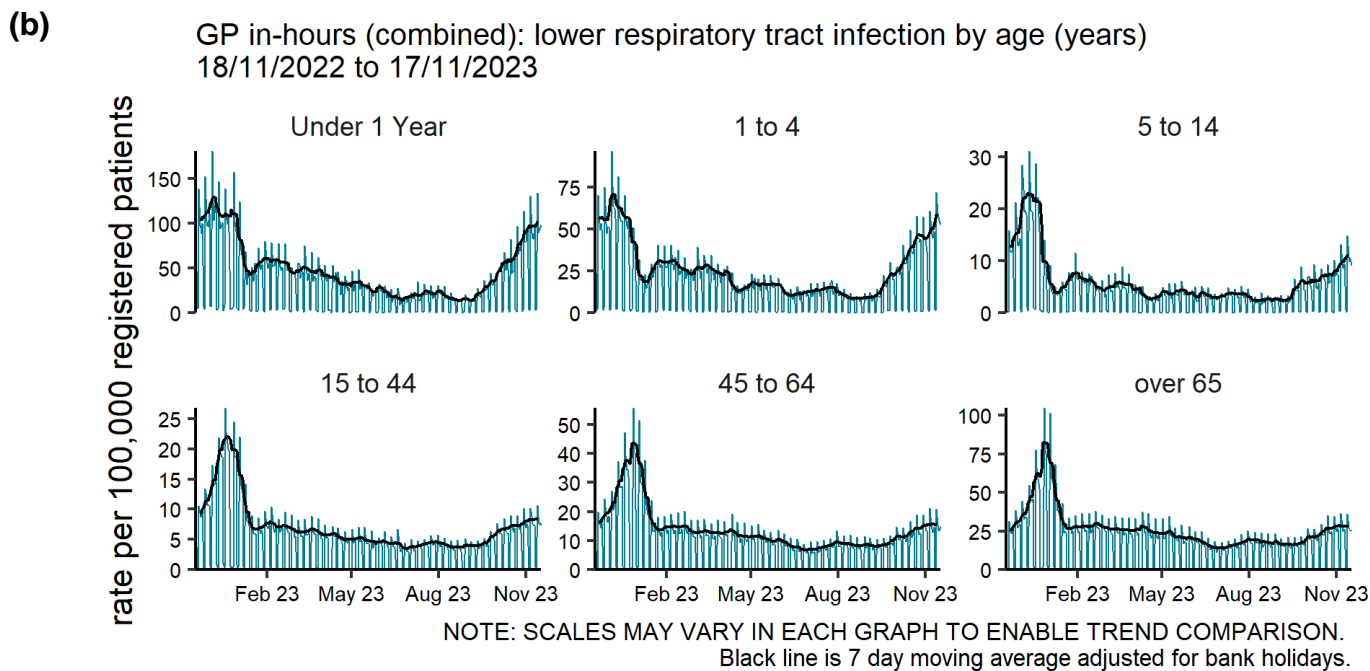 (b)
GP in-hours (combined): lower respiratory tract infection by age (years)
18/11/2022 to 17/11/2023
rate per 100,000 registered patients
Under 1 Year
1 to 4
5 to 14
150
100
50
0
75
50
25
0
30
20
10
0
15 to 44
45 to 64
over 65
25
20
15
10
5
0
50
40
30
20
10
0
100
75
50
25
0
Feb 23 May 23 Aug 23 Nov 23
Feb 23 May 23 Aug 23 Nov 23
Feb 23 May 23 Aug 23 Nov 23
NOTE: SCALES MAY VARY IN EACH GRAPH TO ENABLE TREND COMPARISON.
Black line is 7 day moving average adjusted for bank holidays.